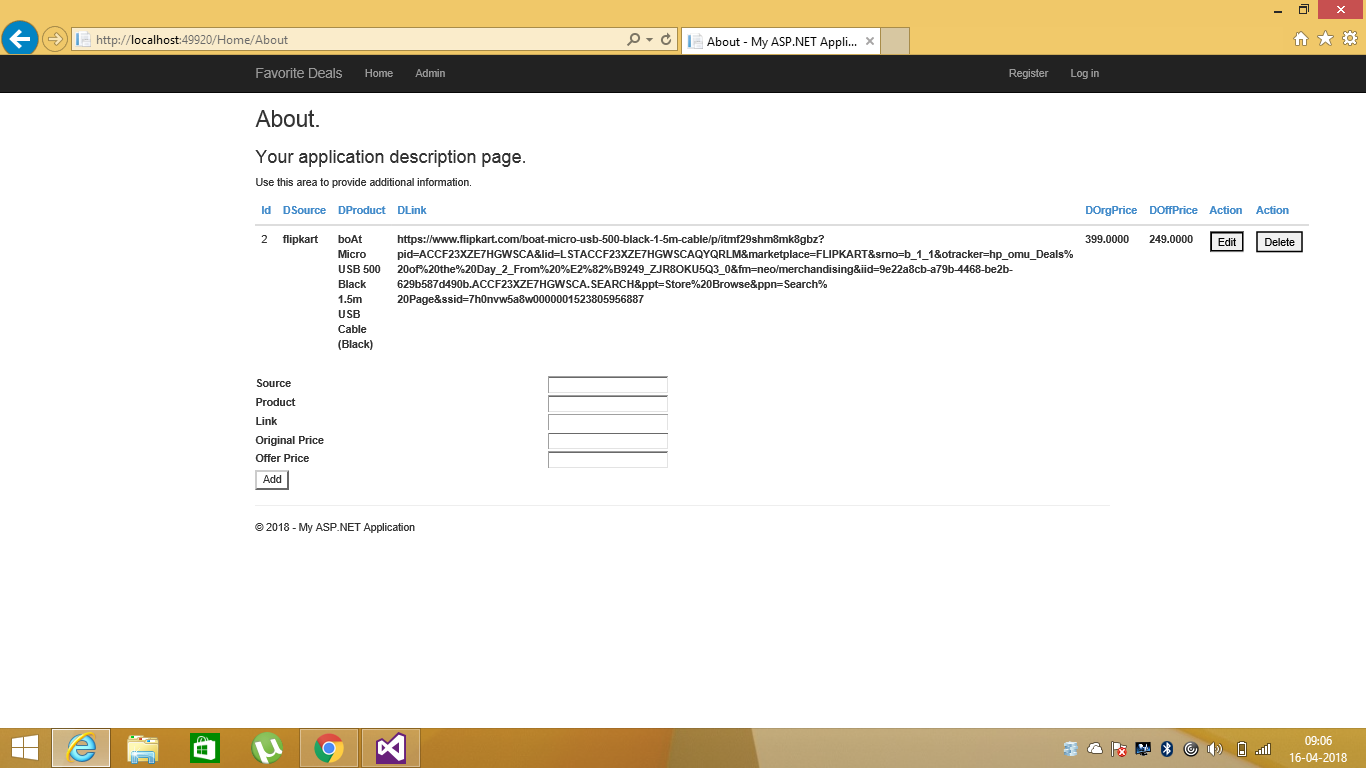 http://localhost:49920/Home/About
About - My ASP.NET Appli...
Favorite Deals Home Admin Register Log in
About.
Your application description page.
Use this area to provide additional information.
Id DSource DProduct DLink DOrgPrice DOffPrice Action Action
2 flipkart
boAt
Micro
USB 500
Black
1.5m
USB
Cable
(Black)
https://www.flipkart.com/boat-micro-usb-500-black-1-5m-cable/p/itmf29shm8mk8gbz?
pid=ACCF23XZE7HGWSCA&lid=LSTACCF23XZE7HGWSCAQYQRLM&marketplace=FLIPKART&srno=b_1_1&otracker=hp_omu_Deals%
20of%20the%20Day_2_From%20%E2%82%B9249_ZJR8OKU5Q3_0&fm=neo/merchandising&iid=9e22a8cb-a79b-4468-be2b-
629b587d490b.ACCF23XZE7HGWSCA.SEARCH&ppt=Store%20Browse&ppn=Search%
20Page&ssid=7h0nvw5a8w0000001523805956887
399.0000 249.0000 Edit Delete
Source
Product
Link
Original Price
Offer Price
Add
© 2018 - My ASP.NET Application
09:06
16-04-2018